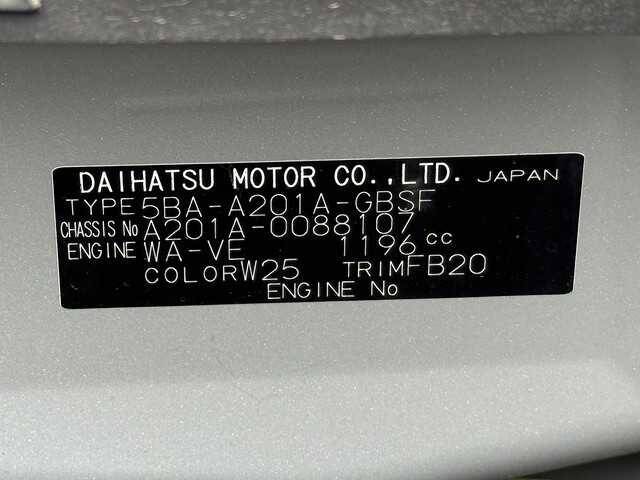 DAIHATSU MOTOR CO.,LTD. JAPAN
TYPE 5BA-A201A-GBSF
CHASSIS No A201A-0088107
ENGINE WA-VE 1196 cc
COLOR W25 TRIM FB20
ENGINE No